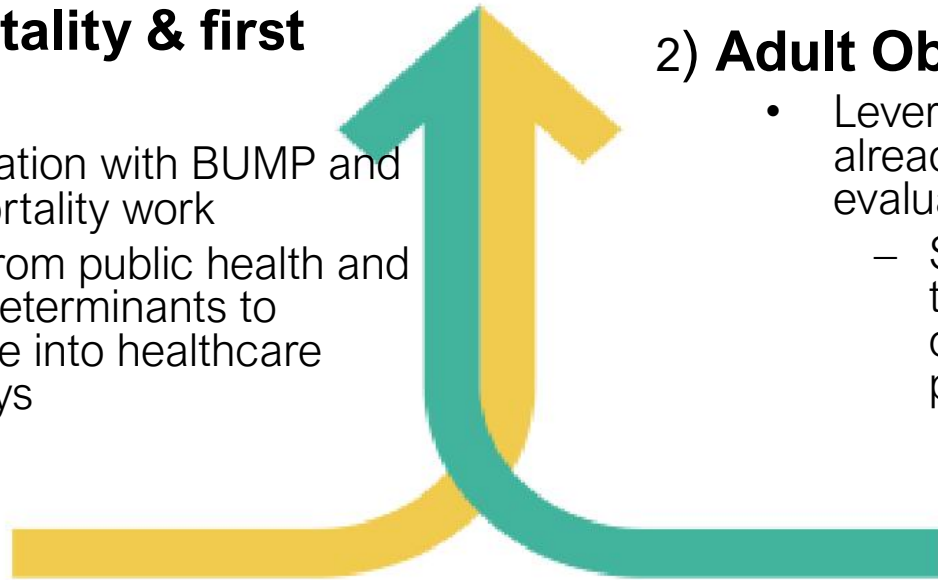 tality & first
ation with BUMP and
ortality work
rom public health and
eterminants to
e into healthcare
ys
2) Adult Ob
• Lever
alread
evalua
– S
t
c
p